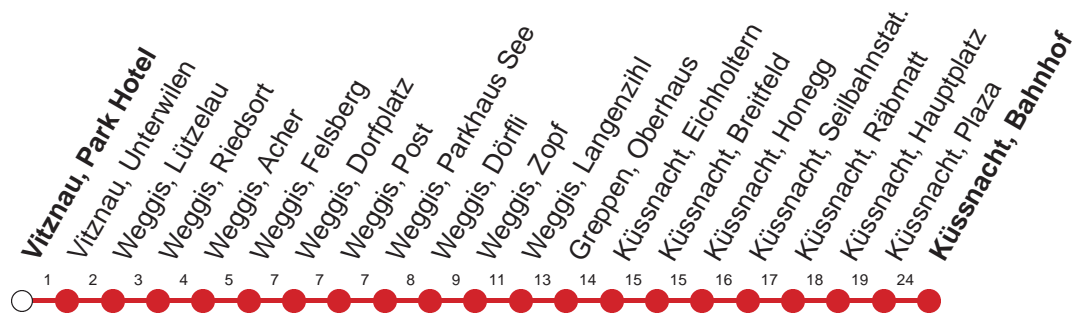 Vitznau, Park Hotel
Vitznau, Unterwilen
Weggis, Lützelau
Weggis, Riedsort
Weggis, Acher
Weggis, Felsberg
Weggis, Dorfplatz
Weggis, Post
Weggis, Parkhaus See
Weggis, Dörfli
Weggis, Zopf
Weggis, Langenzihl
Greppen, Oberhaus
Küssnacht, Eichholtern
Küssnacht, Breitfeld
Küssnacht, Honegg
Küssnacht, Seilbahnstat.
Küssnacht, Räbmatt
Küssnacht, Hauptplatz
Küssnacht, Plaza
Küssnacht, Bahnhof
1 2 3 4 5 7 7 7 8 9 11 13 14 15 15 16 17 18 19 24